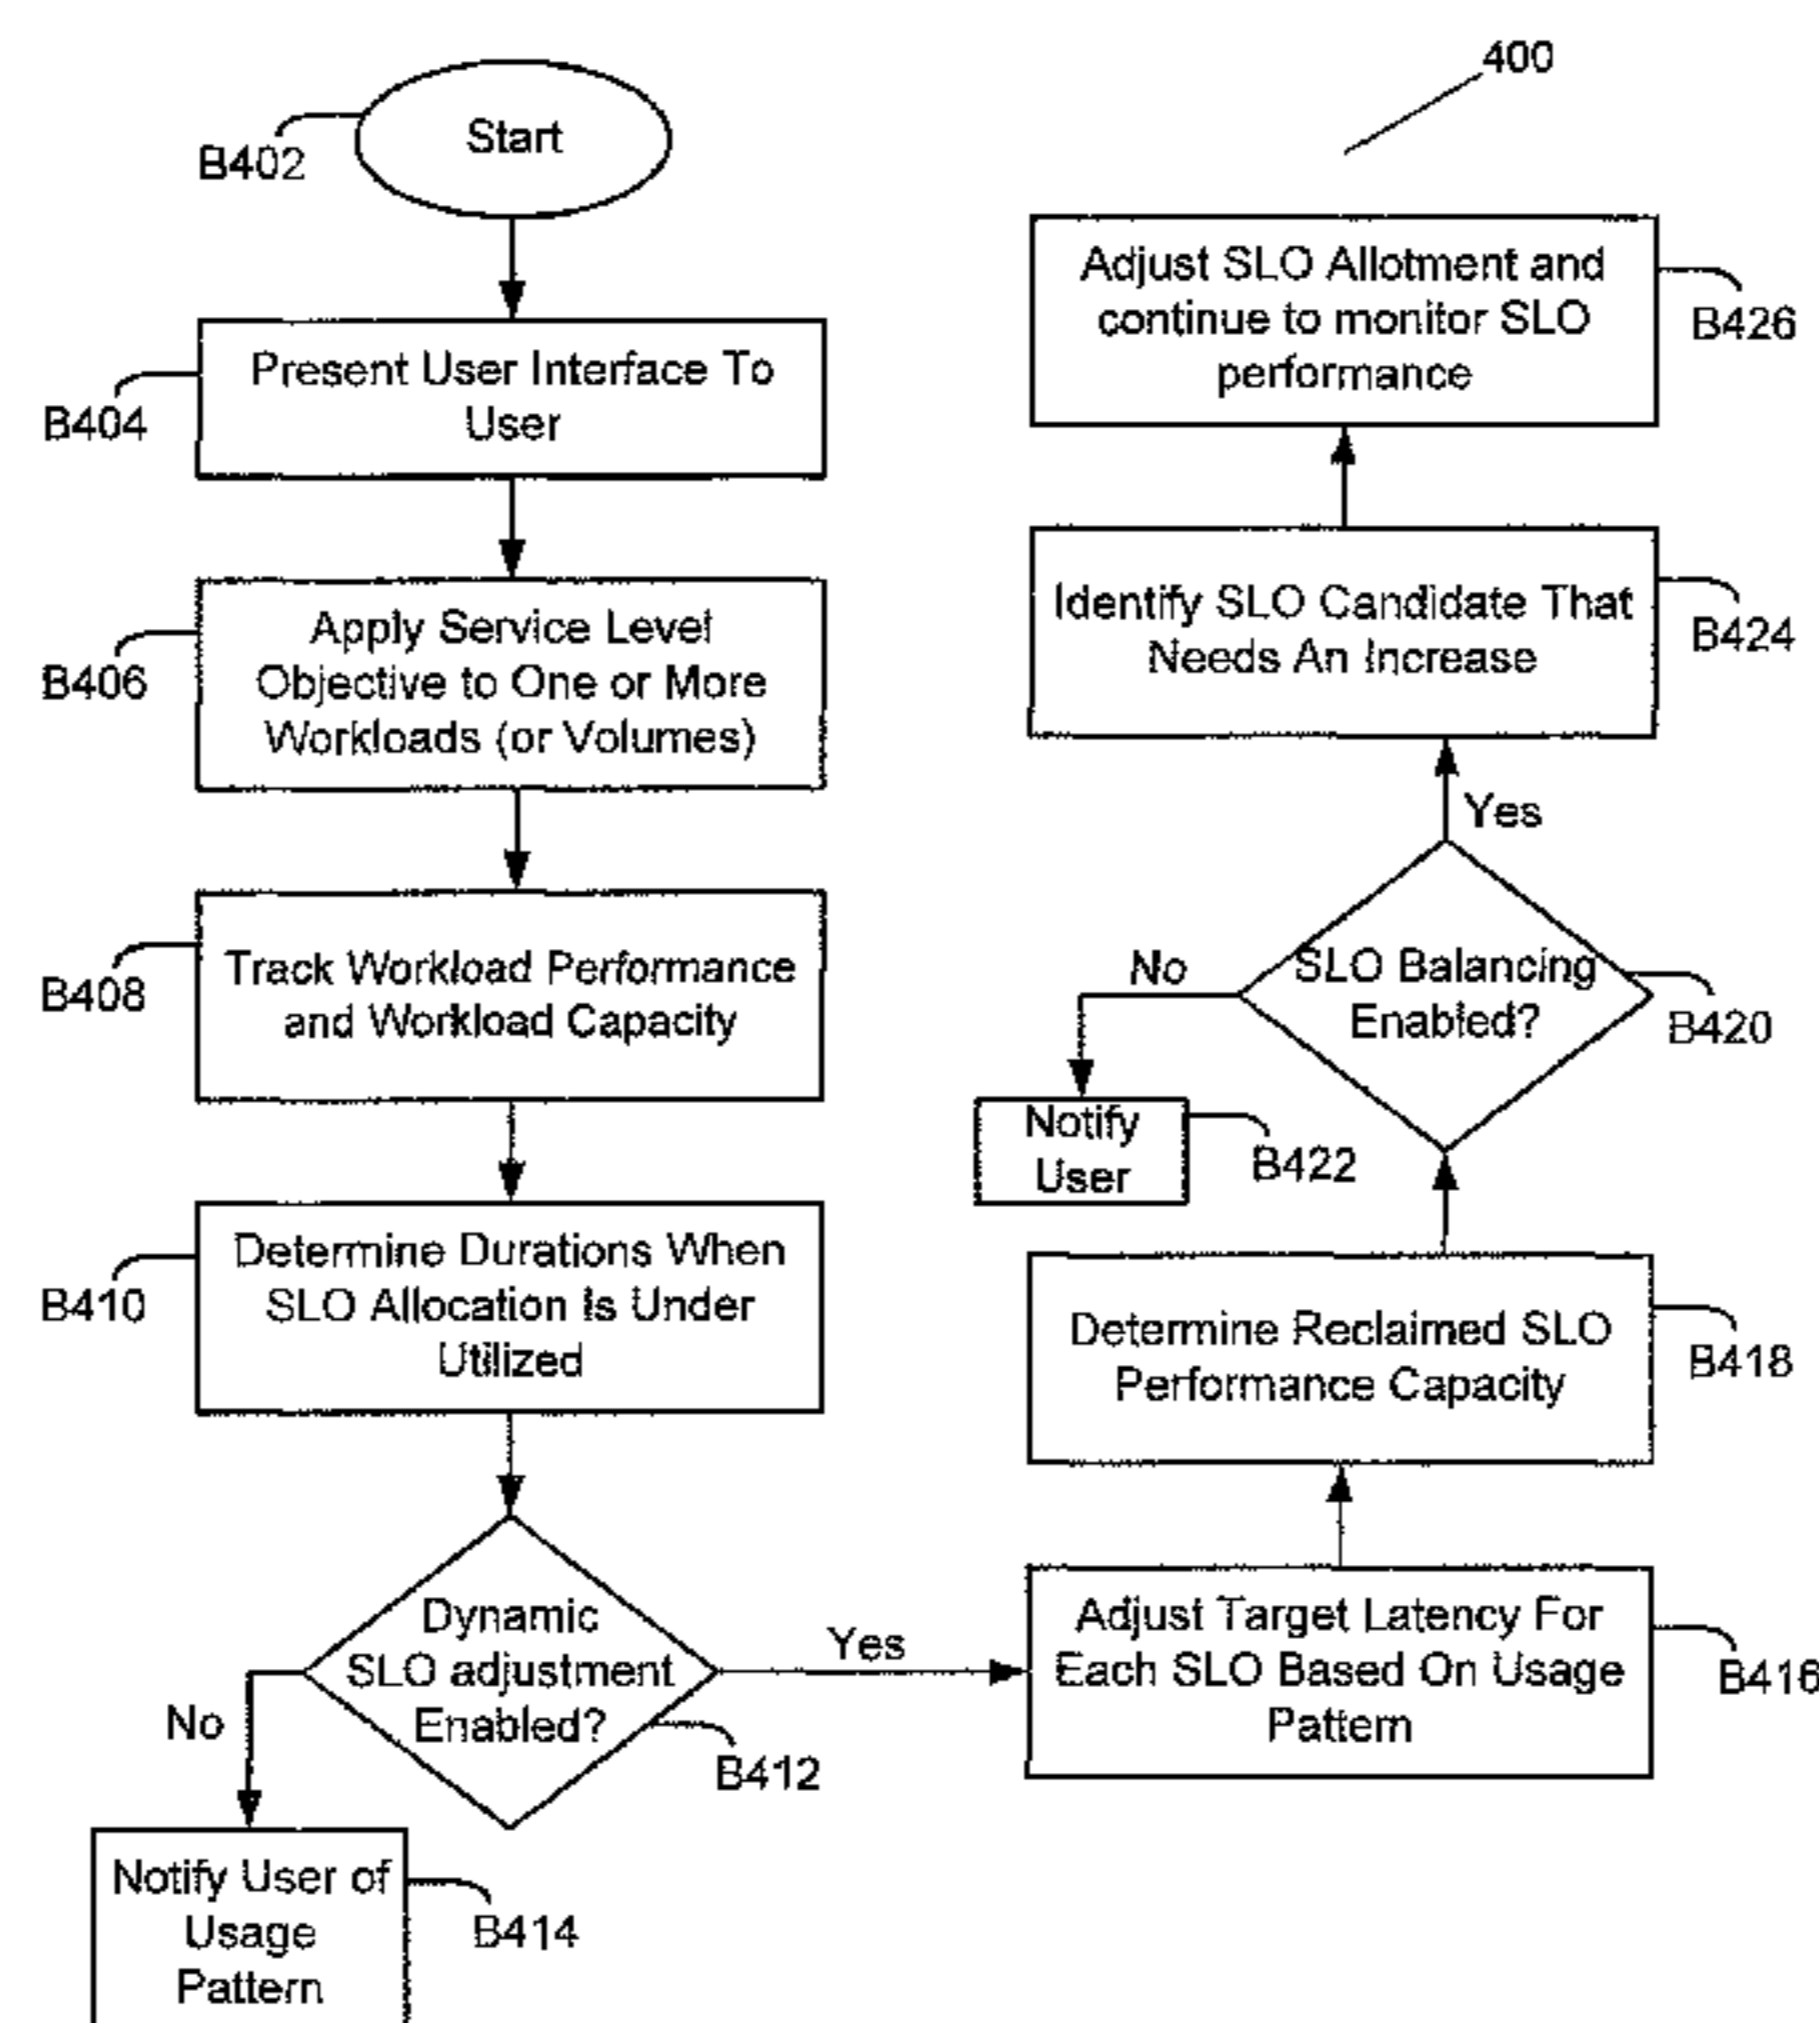 400
Start
B402
Present User Interface To
User
B404
Apply Service Level
Objective to One or More
Workloads (or Volumes)
B406
Track Workload Performance
and Workload Capacity
B408
Determine Durations When
SLO Allocation Is Under
Utilized
B410
Dynamic
SLO adjustment
Enabled?
B412
No
Yes
Notify User of
Usage
Pattern
B414
Adjust Target Latency For
Each SLO Based On Usage
Pattern
B416
Determine Reclaimed SLO
Performance Capacity
B418
SLO Balancing
Enabled?
B420
No
Yes
Notify
User
B422
Identify SLO Candidate That
Needs An Increase
B424
Adjust SLO Allotment and
continue to monitor SLO
performance
B426